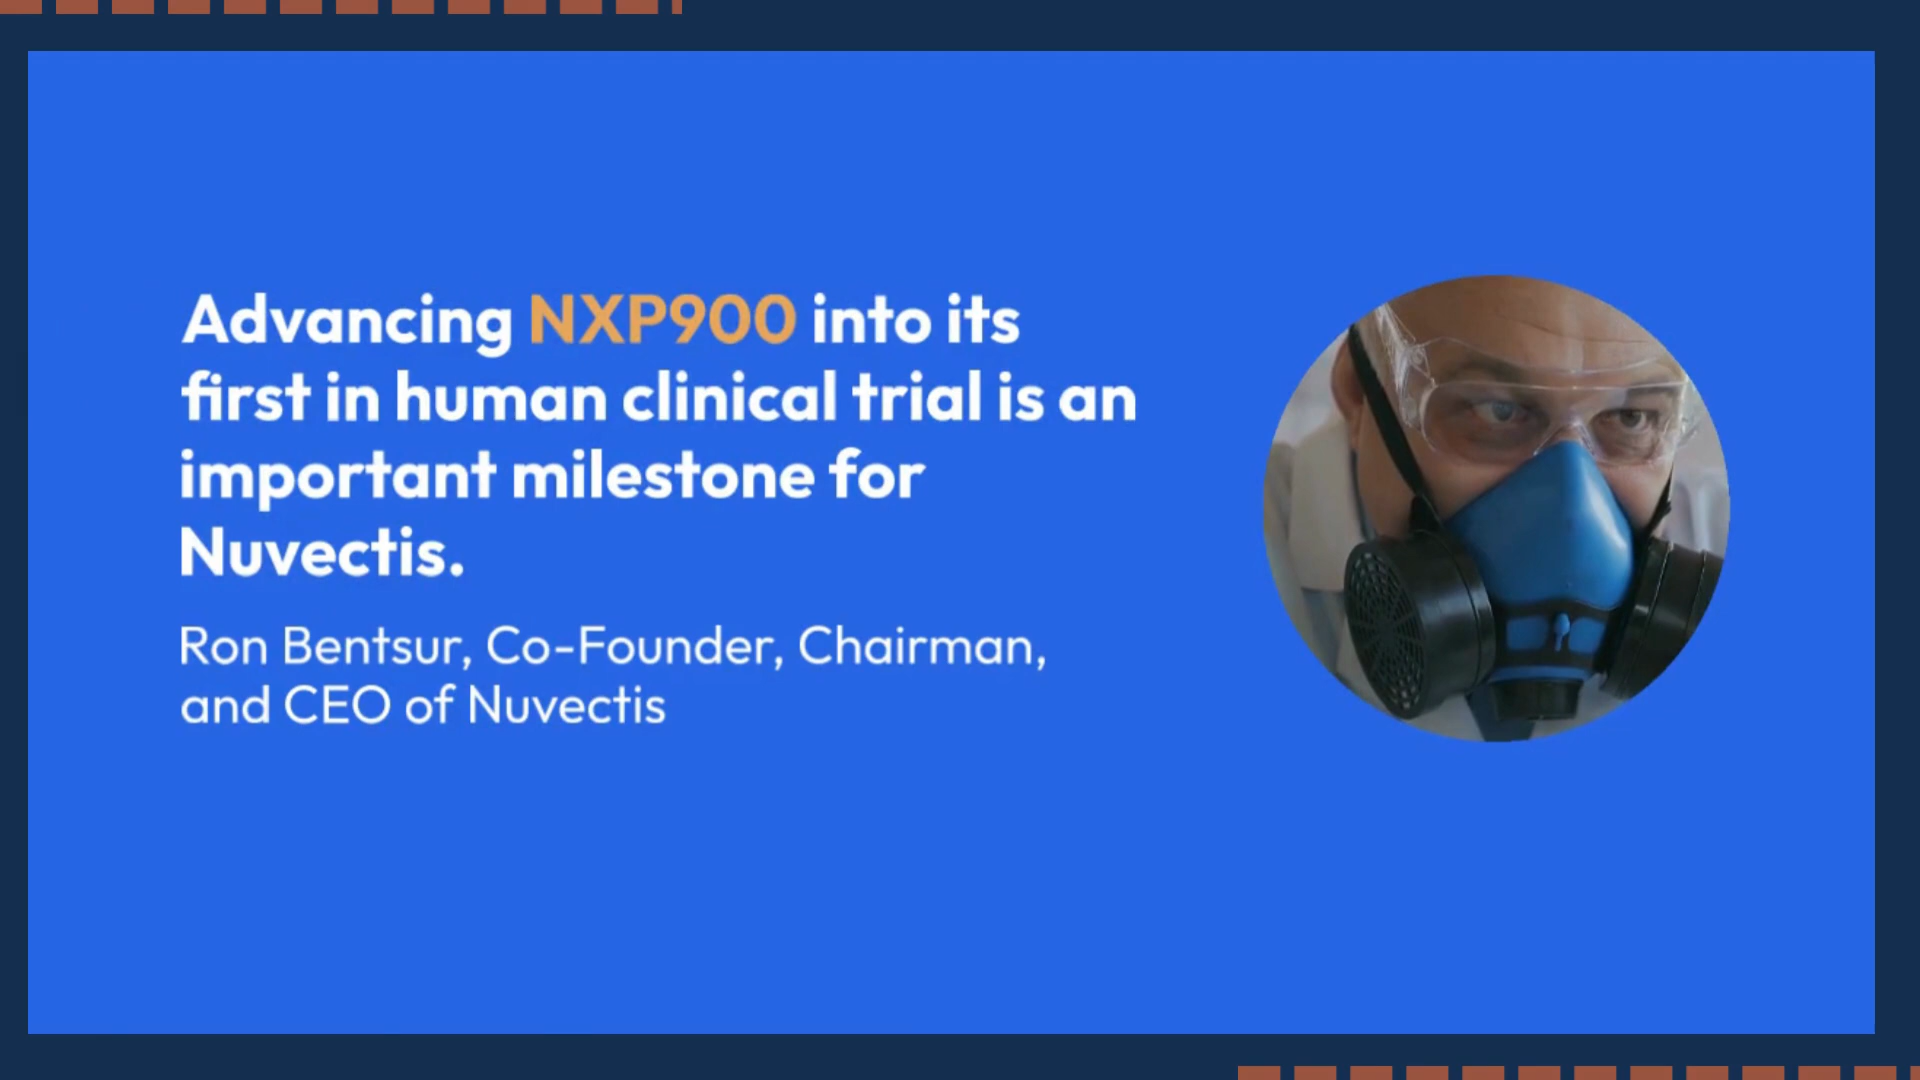 Advancing NXP900 into its
first in human clinical trial is an
important milestone for
Nuvectis.
Ron Bentsur, Co-Founder, Chairman,
and CEO of Nuvectis